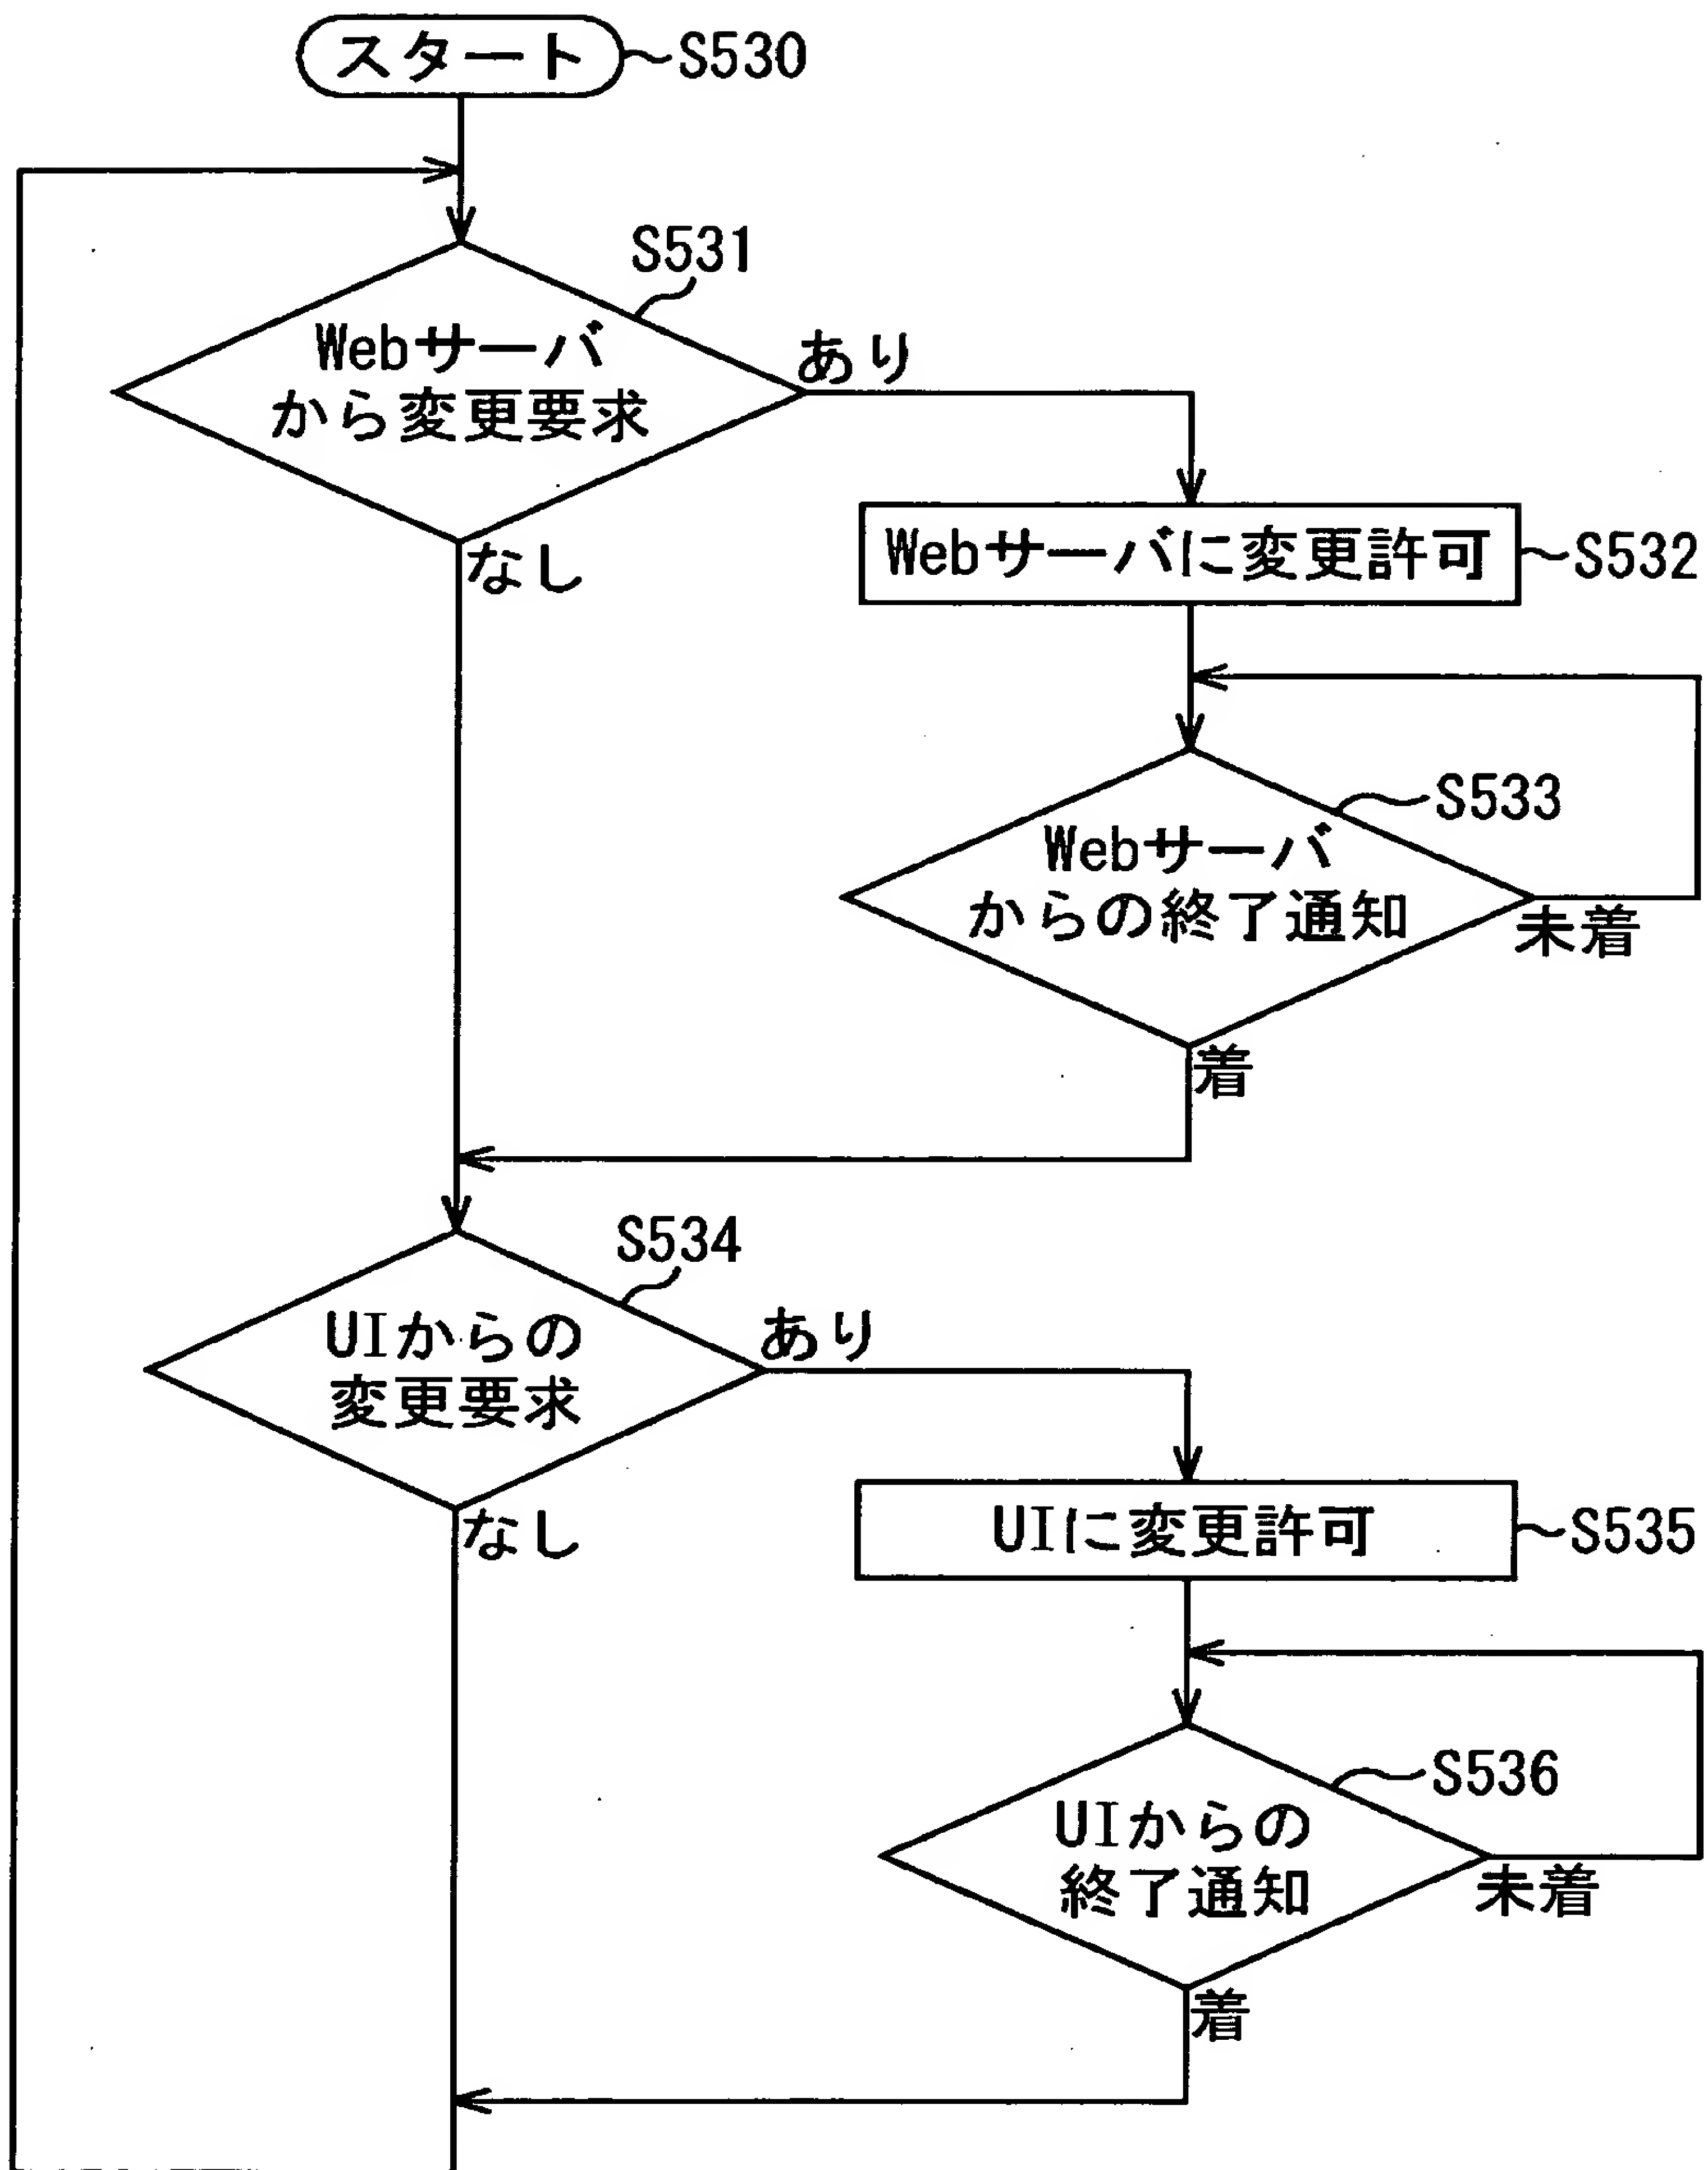 スタート
S530
S531
Webサーバ
から変更要求
あり
なし
Webサーバに変更許可
S532
S533
Webサーバ
からの終了通知
未着
着
S534
UIからの
変更要求
あり
なし
UIに変更許可
S535
S536
UIからの
終了通知
未着
着